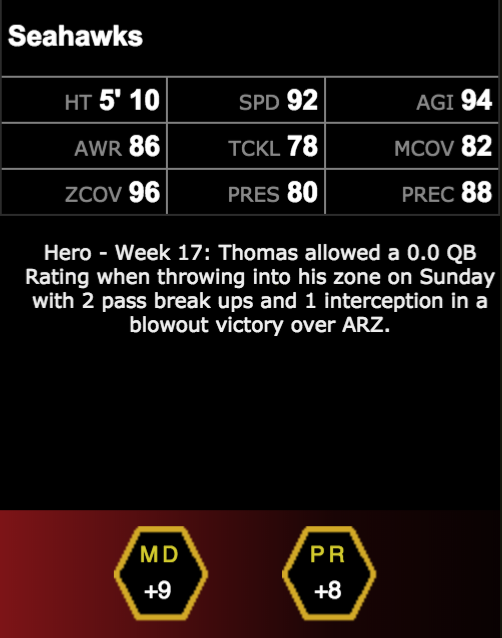 Seahawks
HT 5' 10 SPD 92 AGI 94
AWR 86 TCKL 78 MCOV 82
ZCOV 96 PRES 80 PREC 88
Hero - Week 17: Thomas allowed a 0.0 QB
Rating when throwing into his zone on Sunday
with 2 pass break ups and 1 interception in a
blowout victory over ARZ.
MD PR
+9 +8